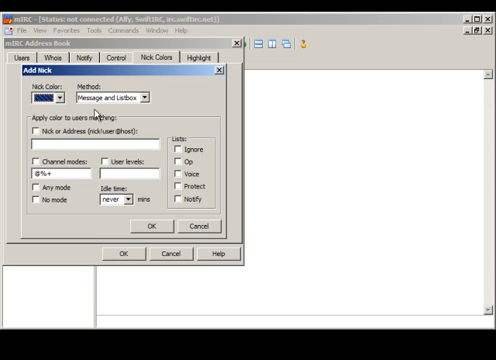 mIRC - [Status: not connected (Ally, SwiftIRC, irc.swiftirc.net)]
File View Favorites Tools Commands Window Help
mIRC Address Book
Users Whois Notify Control Nick Colors Highlight
Add Nick
Nick Color: Method:
Message and Listbox
Apply color to users matching:
Nick or Address (nick!user@host):
Lists:
Ignore
Channel modes: User levels: Op
@%+ Voice
Any mode Idle time: Protect
No mode never mins Notify
OK Cancel
OK Cancel Help